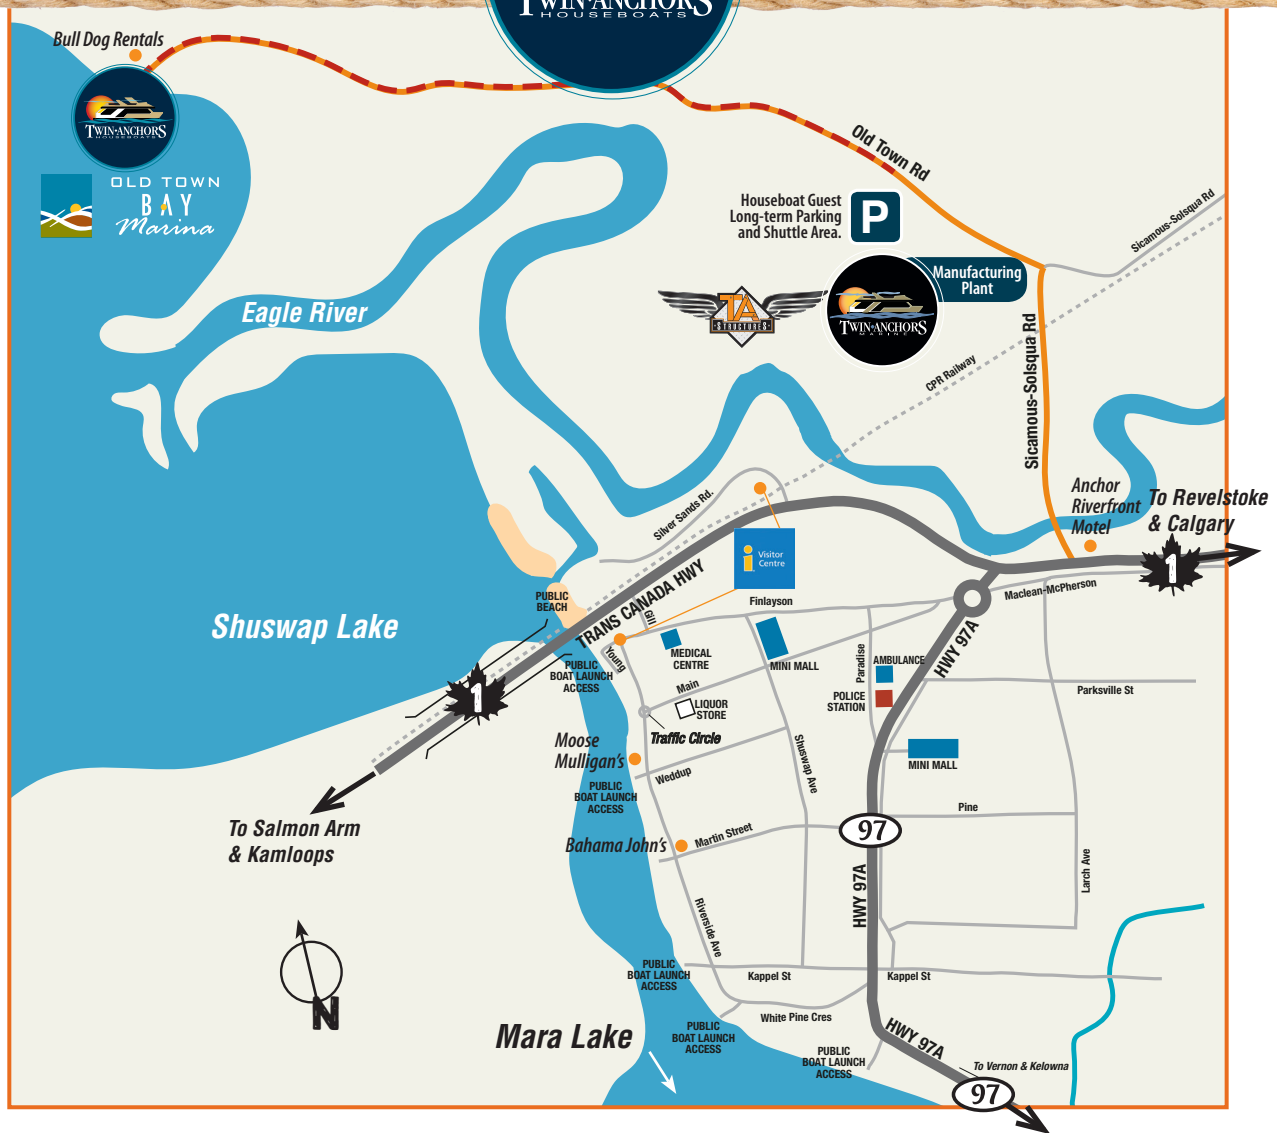 TWIN·ANCHORS
HOUSEBOATS
Bull Dog Rentals
TWIN·ANCHORS
HOUSEBOATS
OLD TOWN
BAY
Marina
Old Town Rd
Houseboat Guest
Long-term Parking
and Shuttle Area.
P
Sicamous-Solsqua Rd
Manufacturing
Plant
TA
STRUCTURES
TWIN·ANCHORS
MARINE
Eagle River
Sicamous-Solsqua Rd
CPR Railway
Anchor
Riverfront
Motel
To Revelstoke
& Calgary
1
Silver Sands Rd.
i
Visitor
Centre
TRANS CANADA HWY
PUBLIC
BEACH
Gill
Finlayson
Maclean-McPherson
Shuswap Lake
HWY 97A
Young
MEDICAL
CENTRE
MINI MALL
Paradise
AMBULANCE
PUBLIC
BOAT LAUNCH
ACCESS
1
Main
POLICE
STATION
Parksville St
LIQUOR
STORE
Traffic Circle
Moose
Mulligan's
Shuswap Ave
MINI MALL
Weddup
PUBLIC
BOAT LAUNCH
ACCESS
Pine
To Salmon Arm
& Kamloops
97
Martin Street
Bahama John's
Larch Ave
HWY 97A
Riverside Ave
PUBLIC
BOAT LAUNCH
ACCESS
Kappel St
Kappel St
N
White Pine Cres
Mara Lake
PUBLIC
BOAT LAUNCH
ACCESS
HWY 97A
PUBLIC
BOAT LAUNCH
ACCESS
To Vernon & Kelowna
97